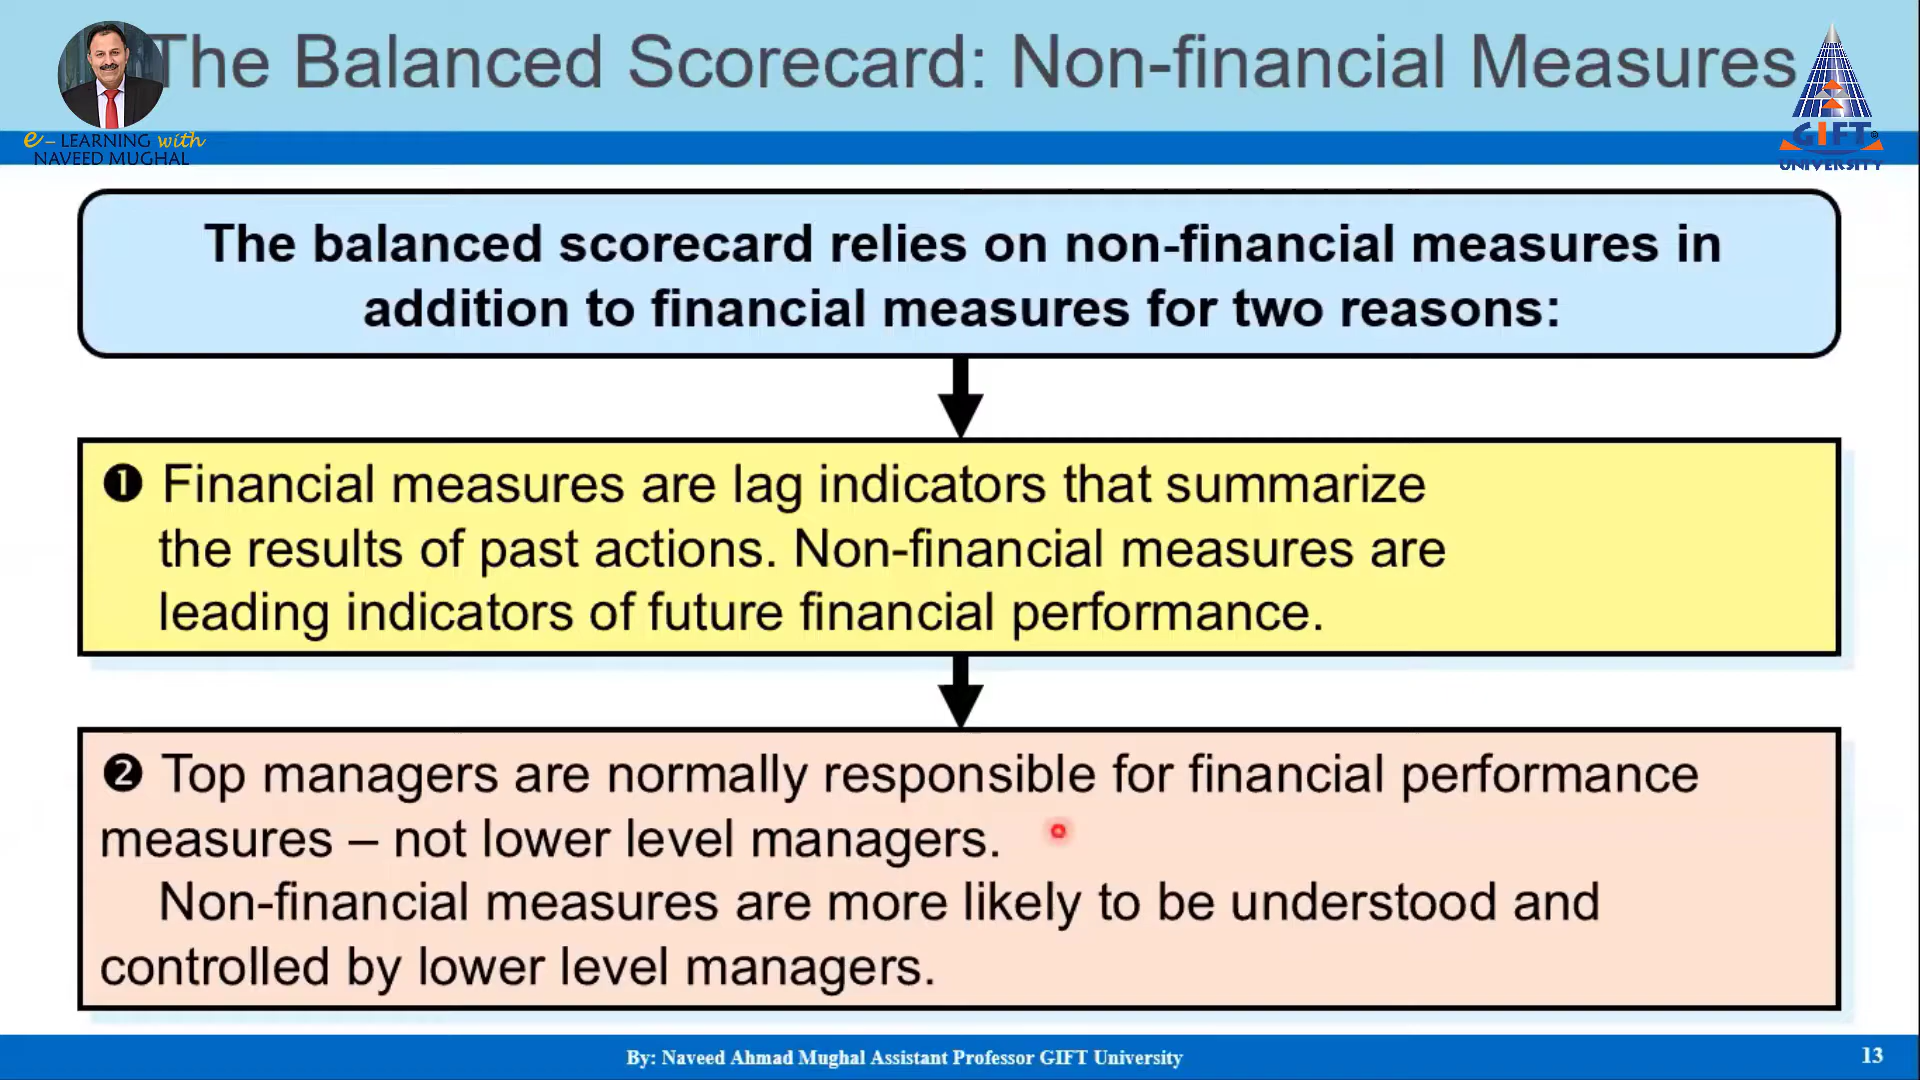 The Balanced Scorecard: Non-financial Measures
e-LEARNING with
NAVEED MUGHAL
GIFT
UNIVERSITY
The balanced scorecard relies on non-financial measures in
addition to financial measures for two reasons:
❶ Financial measures are lag indicators that summarize
the results of past actions. Non-financial measures are
leading indicators of future financial performance.
❷ Top managers are normally responsible for financial performance
measures – not lower level managers.
Non-financial measures are more likely to be understood and
controlled by lower level managers.
By: Naveed Ahmad Mughal Assistant Professor GIFT University
13